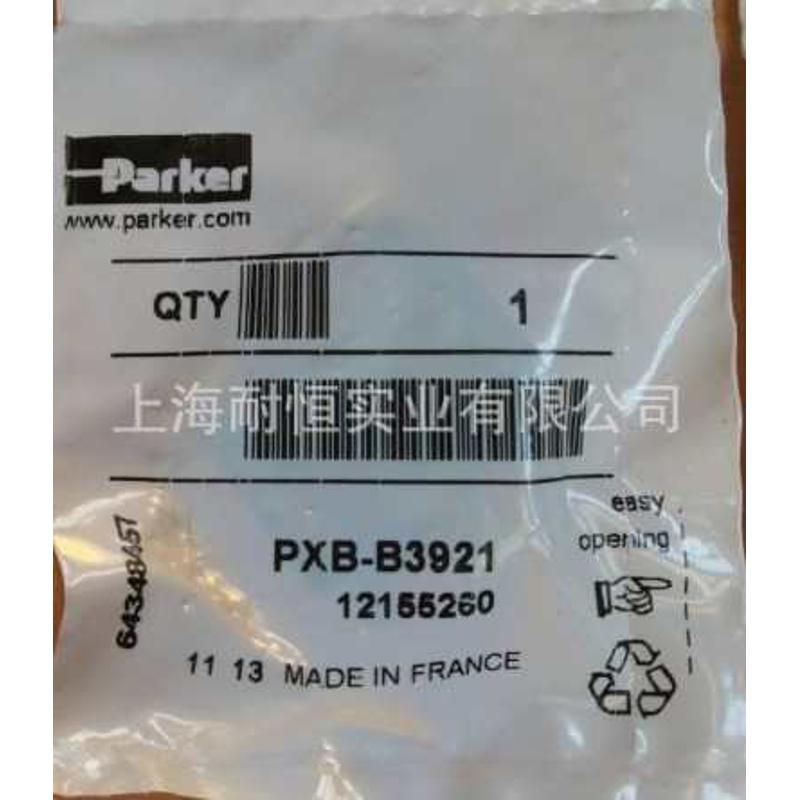 Parker
www.parker.com
QTY 1
上海耐恒实业有限公司
easy
opening
PXB-B3921
12155260
64348457
11 13 MADE IN FRANCE